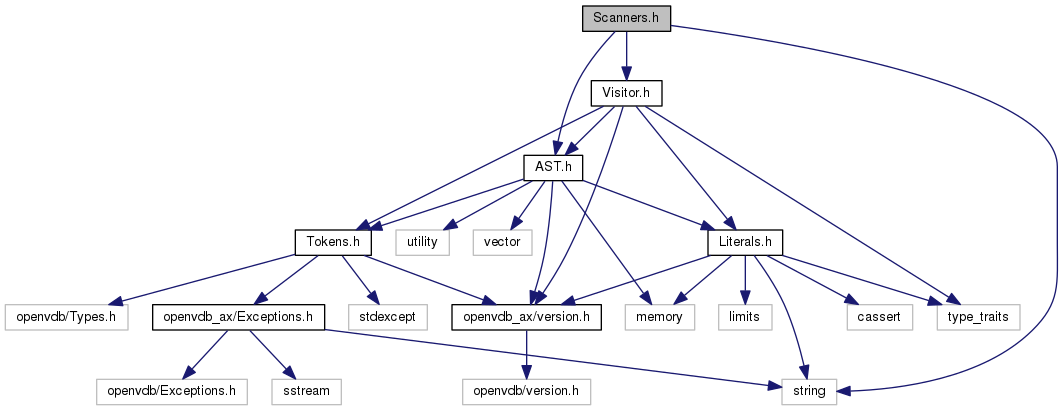 Scanners.h
Visitor.h
AST.h
Tokens.h
utility
vector
Literals.h
openvdb/Types.h
openvdb_ax/Exceptions.h
stdexcept
openvdb_ax/version.h
memory
limits
cassert
type_traits
openvdb/Exceptions.h
sstream
openvdb/version.h
string